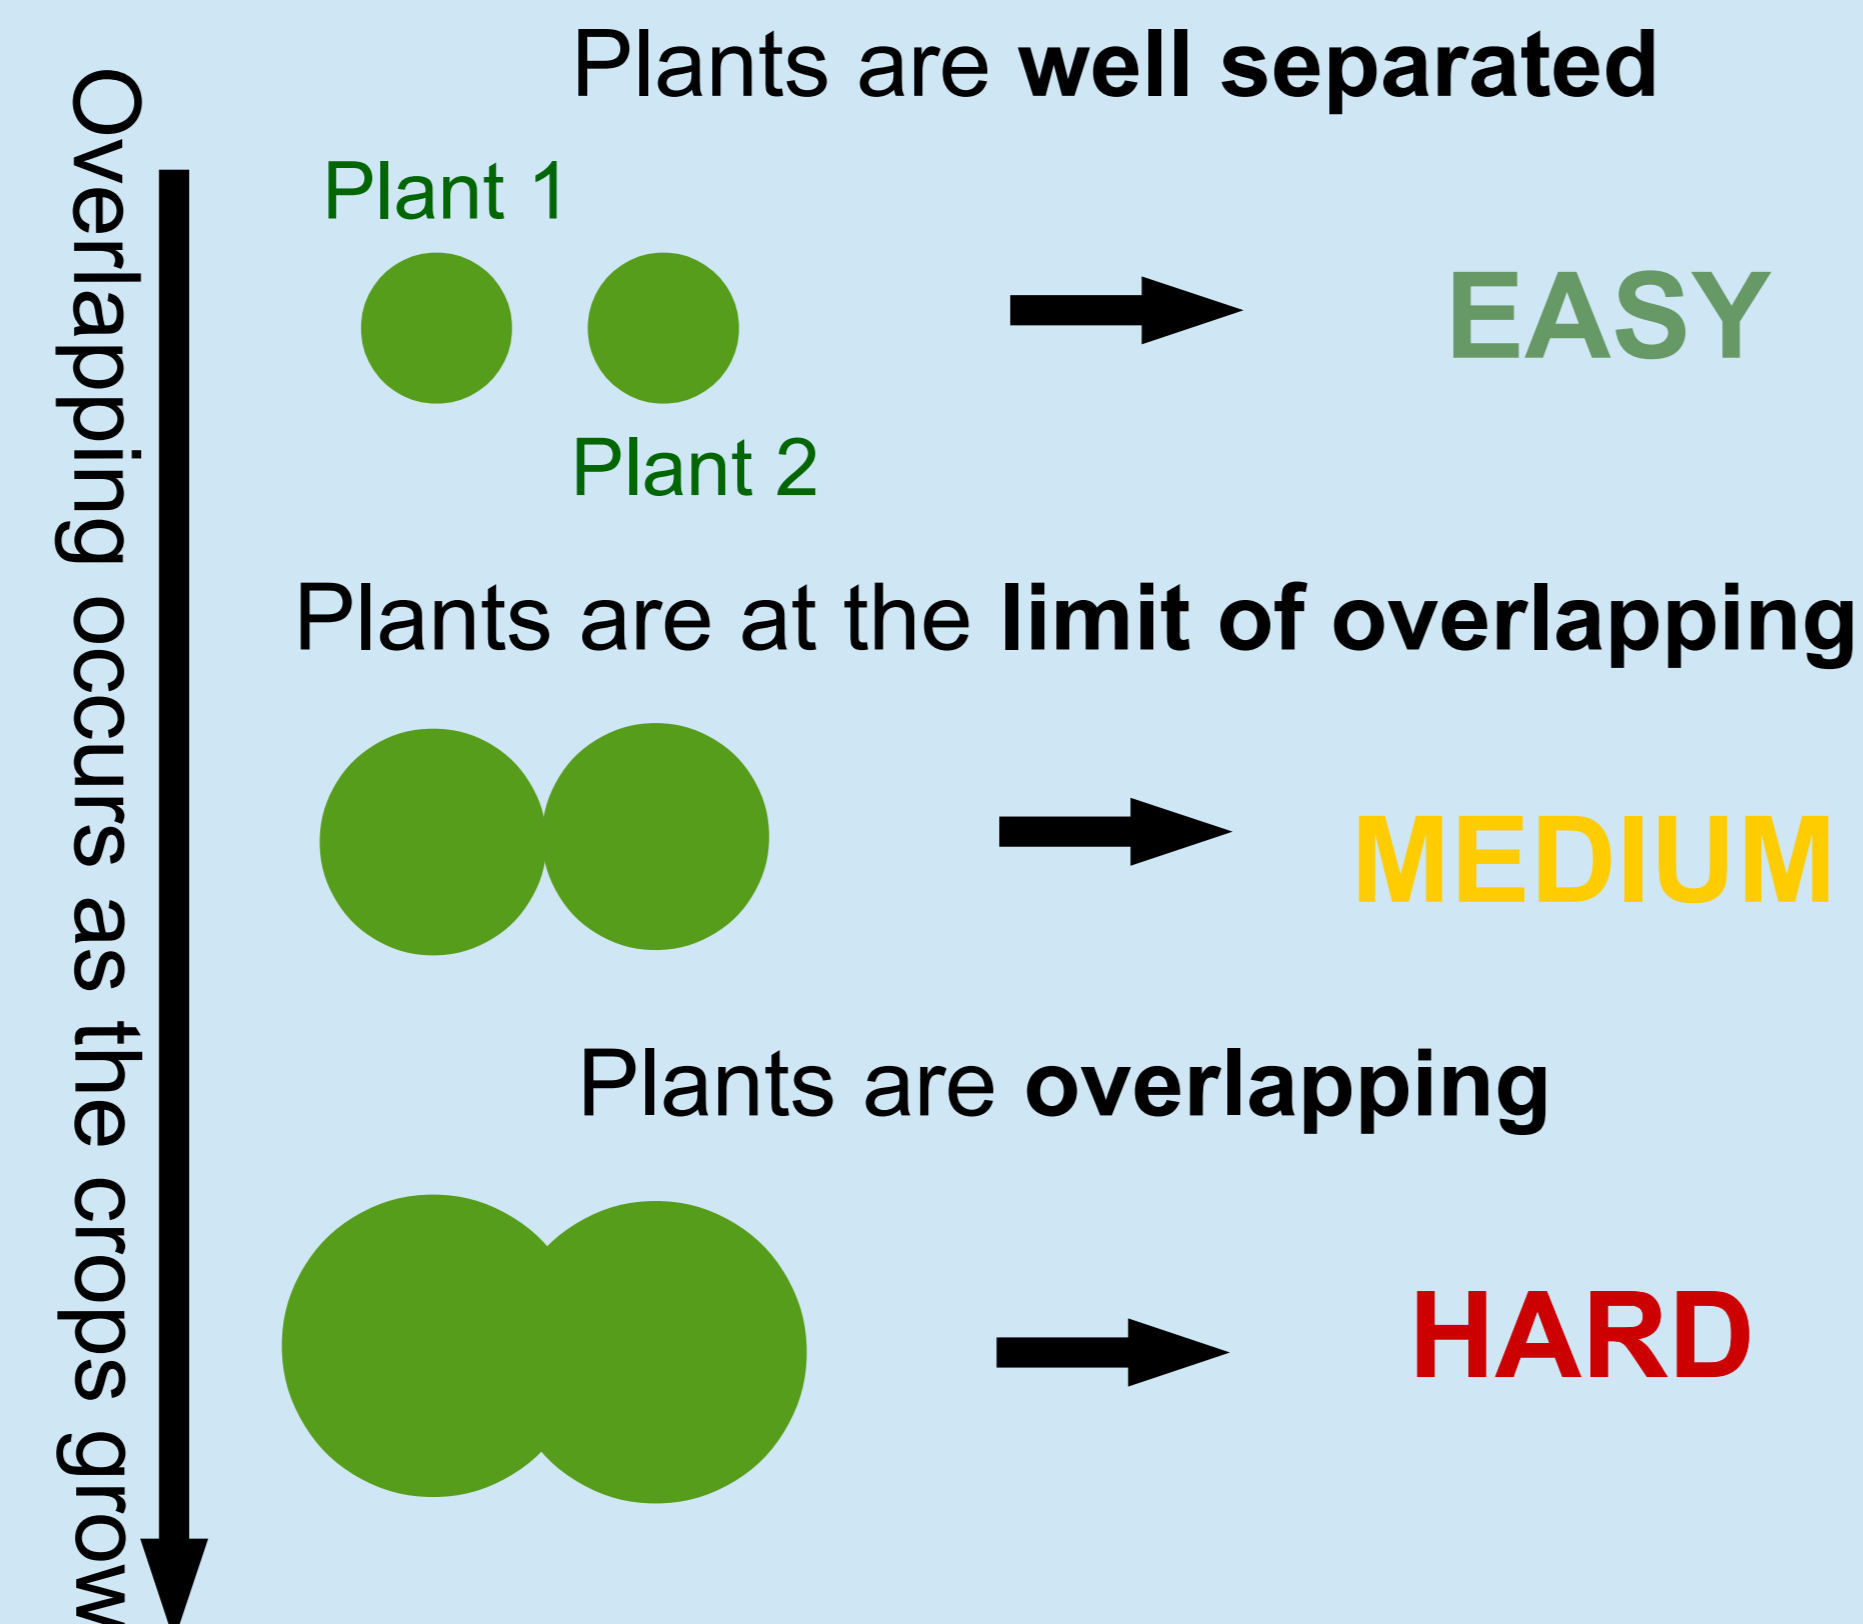 Overlapping occurs as the crops grow
Plants are well separated
Plant 1
EASY
Plant 2
Plants are at the limit of overlapping
MEDIUM
Plants are overlapping
HARD